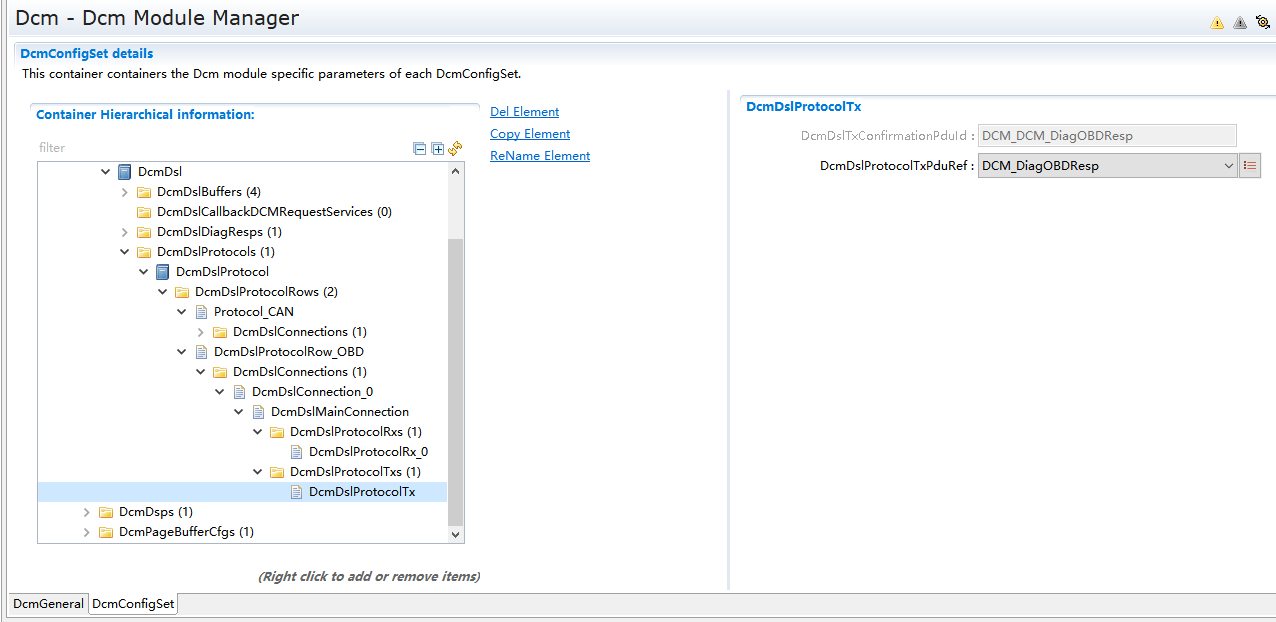 Dcm - Dcm Module Manager
DcmConfigSet details
This container containers the Dcm module specific parameters of each DcmConfigSet.
Container Hierarchical information:
filter
DcmDsl
DcmDslBuffers (4)
DcmDslCallbackDCMRequestServices (0)
DcmDslDiagResps (1)
DcmDslProtocols (1)
DcmDslProtocol
DcmDslProtocolRows (2)
Protocol_CAN
DcmDslConnections (1)
DcmDslProtocolRow_OBD
DcmDslConnections (1)
DcmDslConnection_0
DcmDslMainConnection
DcmDslProtocolRxs (1)
DcmDslProtocolRx_0
DcmDslProtocolTxs (1)
DcmDslProtocolTx
DcmDsps (1)
DcmPageBufferCfgs (1)
(Right click to add or remove items)
Del Element
Copy Element
ReName Element
DcmDslProtocolTx
DcmDslTxConfirmationPduId : DCM_DCM_DiagOBDResp
DcmDslProtocolTxPduRef : DCM_DiagOBDResp
DcmGeneral DcmConfigSet